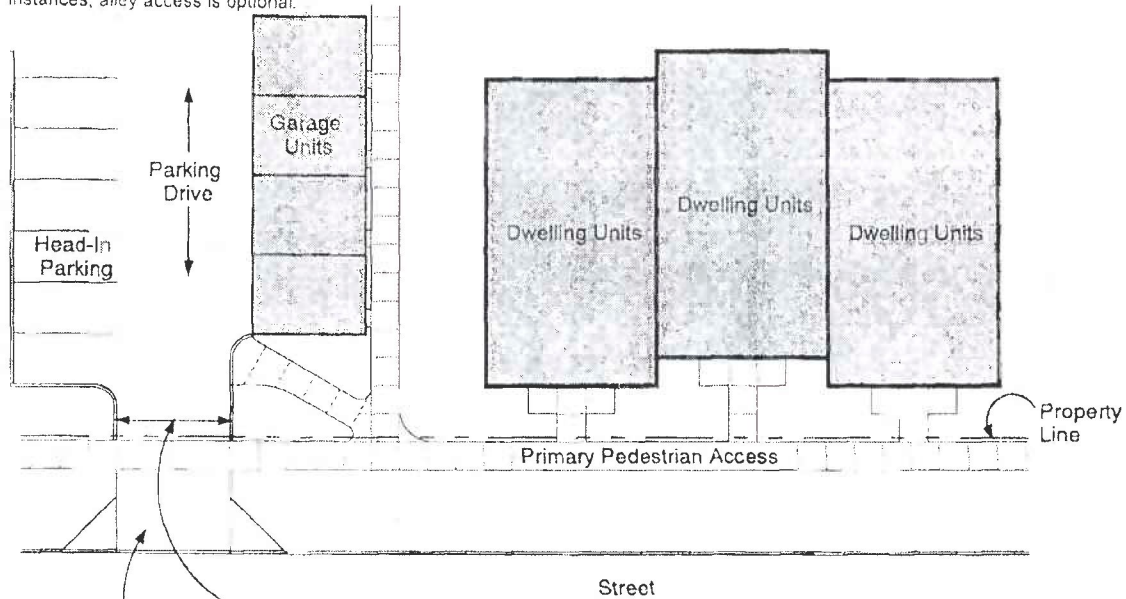 instances, alley access is optional.
Garage
Units
Parking
Drive
Head-In
Parking
Dwelling Units
Dwelling Units
Dwelling Units
Property
Line
Primary Pedestrian Access
Street